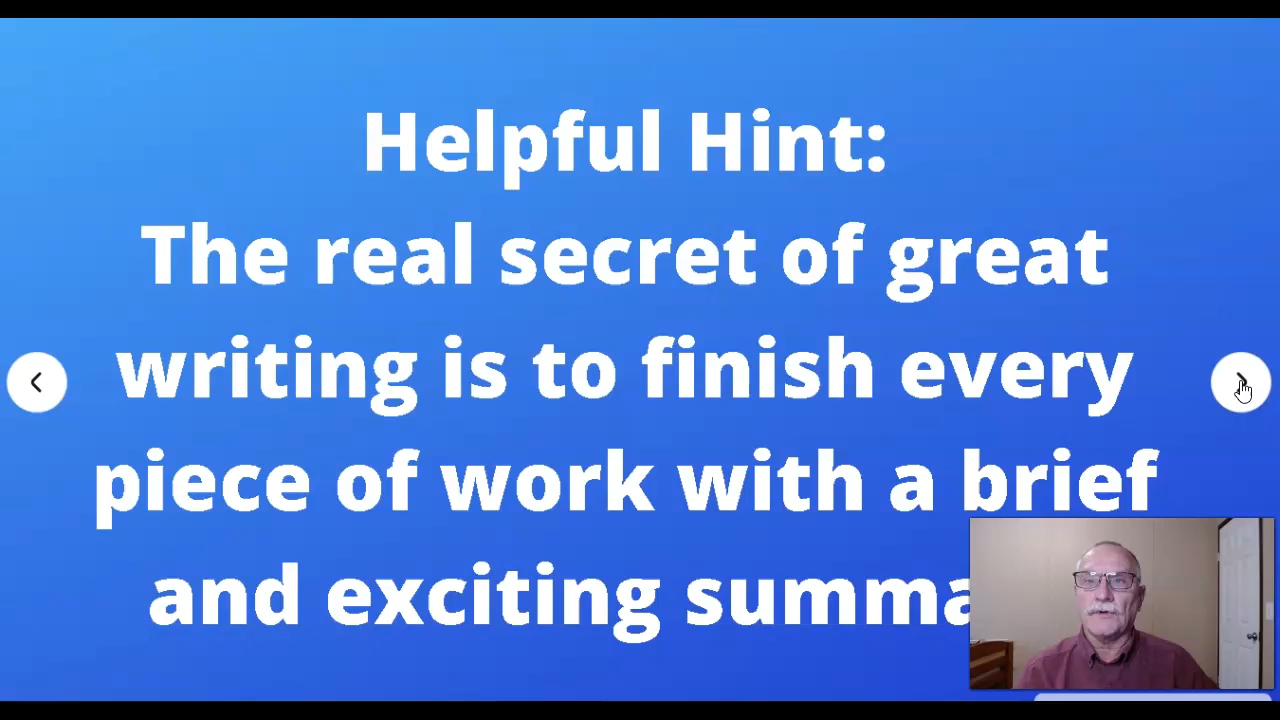 Helpful Hint:
The real secret of great
writing is to finish every
piece of work with a brief
and exciting